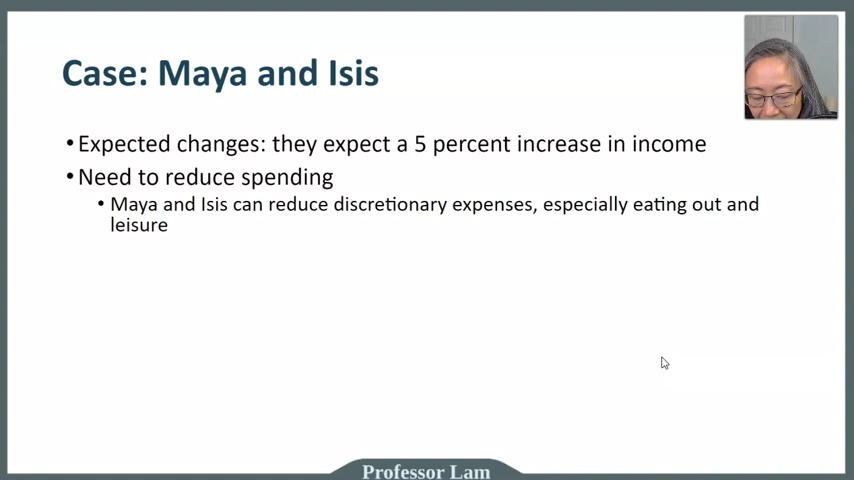 Case: Maya and Isis
•Expected changes: they expect a 5 percent increase in income
•Need to reduce spending
• Maya and Isis can reduce discretionary expenses, especially eating out and
leisure
Professor Lam